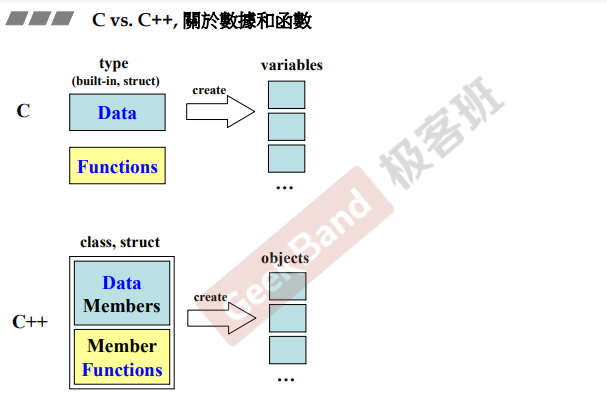 C vs. C++, 關於數據和函數
type
(built-in, struct)
variables
C
Data
create
Functions
...
class, struct
objects
C++
Data
Members
create
Member
Functions
...
GeekBand 极客班